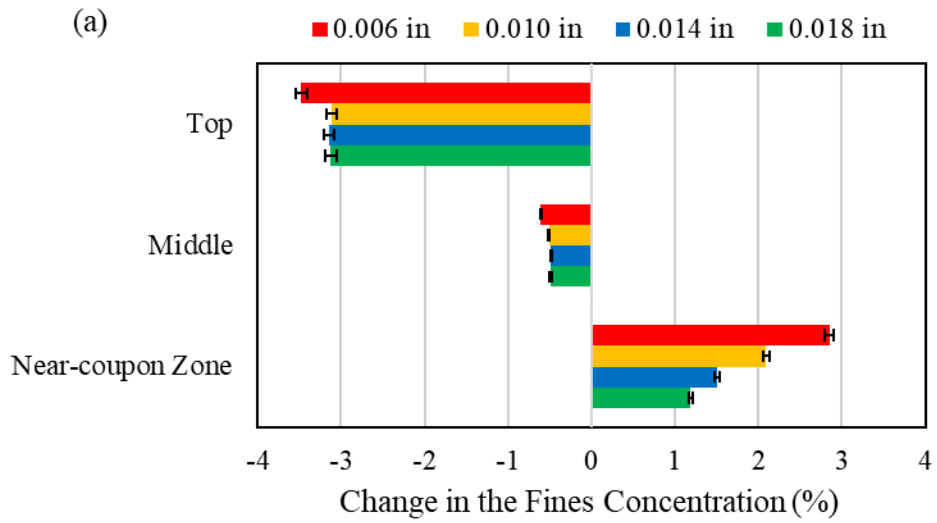 (a)
0.006 in 0.010 in 0.014 in 0.018 in
Top
Middle
Near-coupon Zone
-4 -3 -2 -1 0 1 2 3 4
Change in the Fines Concentration (%)